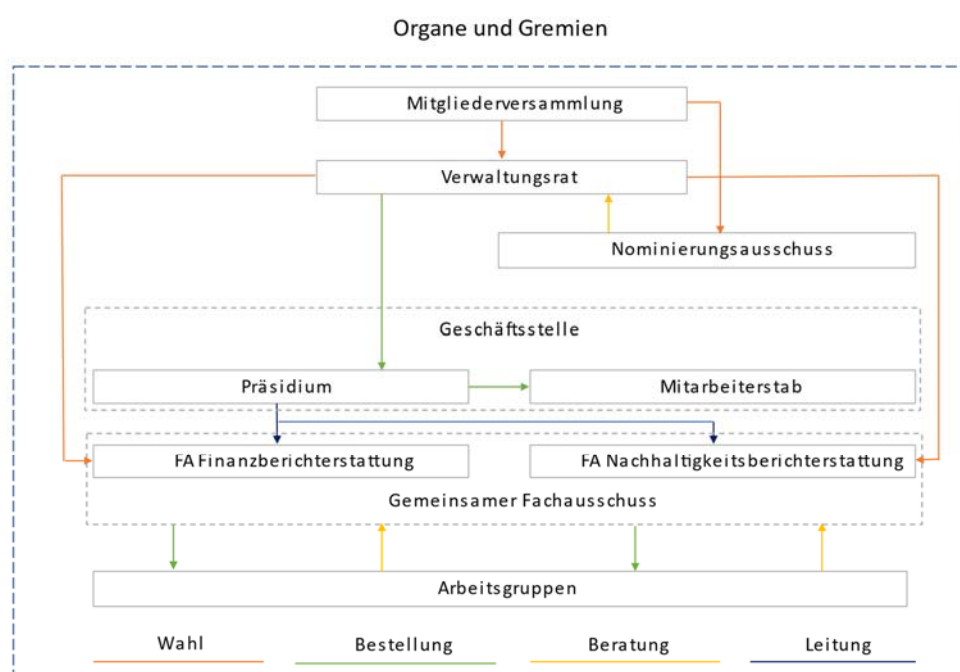 Organe und Gremien
Mitgliederversammlung
Verwaltungsrat
Nominierungsausschuss
Geschäftsstelle
Präsidium
Mitarbeiterstab
FA Finanzberichterstattung
FA Nachhaltigkeitsberichterstattung
Gemeinsamer Fachausschuss
Arbeitsgruppen
Wahl
Bestellung
Beratung
Leitung